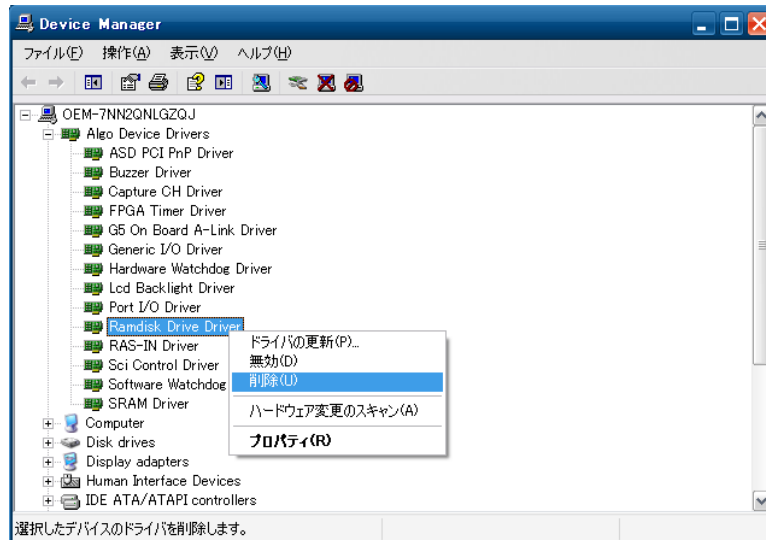 Device Manager
ファイル(F) 操作(A) 表示(V) ヘルプ(H)
OEM-7NN2QNLGZQJ
Algo Device Drivers
ASD PCI PnP Driver
Buzzer Driver
Capture CH Driver
FPGA Timer Driver
G5 On Board A-Link Driver
Generic I/O Driver
Hardware Watchdog Driver
Lcd Backlight Driver
Port I/O Driver
Ramdisk Drive Driver
RAS-IN Driver
Sci Control Driver
Software Watchdog
SRAM Driver
Computer
Disk drives
Display adapters
Human Interface Devices
IDE ATA/ATAPI controllers
ドライバの更新(P)...
無効(D)
削除(U)
ハードウェア変更のスキャン(A)
プロパティ(R)
選択したデバイスのドライバを削除します。